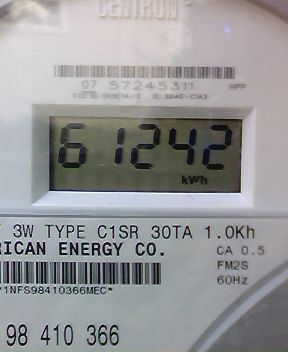 CENTRON
07 57245311
61242
kWh
3W TYPE C1SR 30TA 1.0Kh
RICAN ENERGY CO.
CA 0.5
FM2S
60Hz
1NFS98410366MEC*
98 410 366